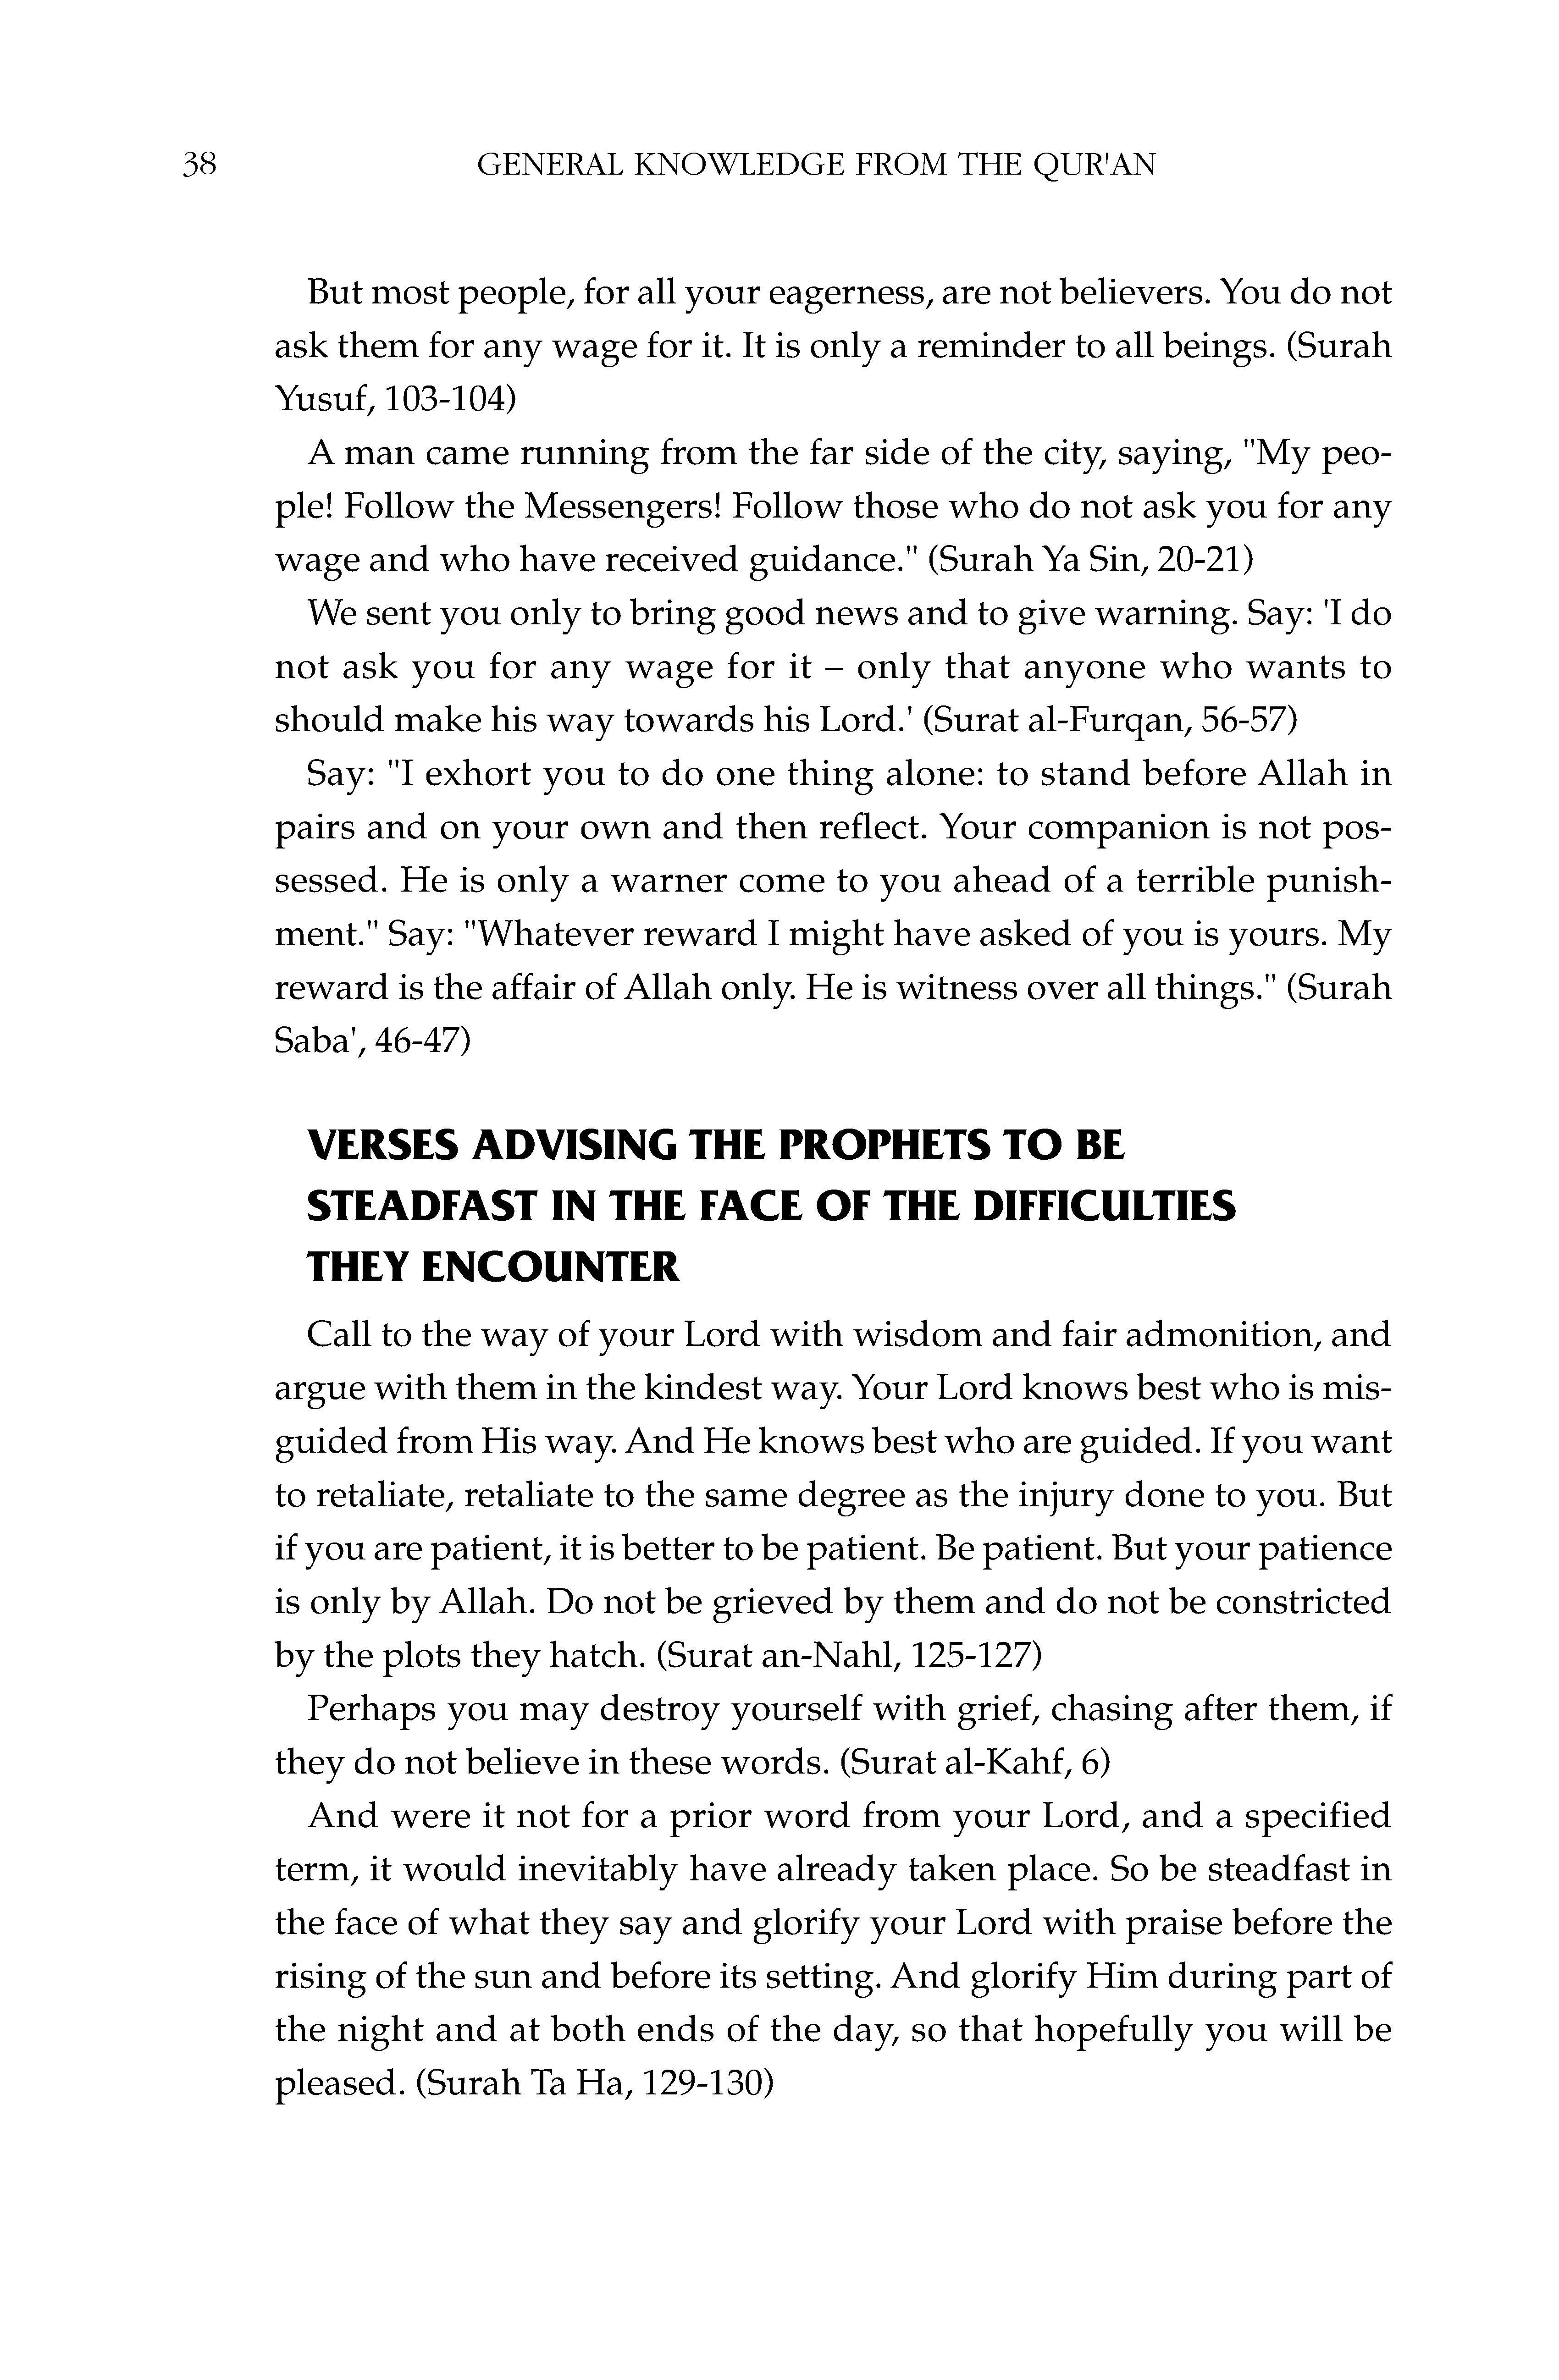 38 GENERAL KNOWLEDGE FROM THE QUR'AN
But most people, for all your eagerness, are not believers. You do not
ask them for any wage for it. It is only a reminder to all beings. (Surah
Yusuf, 103-104)
A man came running from the far side of the city, saying, "My peo-
ple! Follow the Messengers! Follow those who do not ask you for any
wage and who have received guidance." (Surah Ya Sin, 20-21)
We sent you only to bring good news and to give warning. Say: 'I do
not ask you for any wage for it – only that anyone who wants to
should make his way towards his Lord.' (Surat al-Furqan, 56-57)
Say: "I exhort you to do one thing alone: to stand before Allah in
pairs and on your own and then reflect. Your companion is not pos-
sessed. He is only a warner come to you ahead of a terrible punish-
ment." Say: "Whatever reward I might have asked of you is yours. My
reward is the affair of Allah only. He is witness over all things." (Surah
Saba', 46-47)
VERSES ADVISING THE PROPHETS TO BE
STEADFAST IN THE FACE OF THE DIFFICULTIES
THEY ENCOUNTER
Call to the way of your Lord with wisdom and fair admonition, and
argue with them in the kindest way. Your Lord knows best who is mis-
guided from His way. And He knows best who are guided. If you want
to retaliate, retaliate to the same degree as the injury done to you. But
if you are patient, it is better to be patient. Be patient. But your patience
is only by Allah. Do not be grieved by them and do not be constricted
by the plots they hatch. (Surat an-Nahl, 125-127)
Perhaps you may destroy yourself with grief, chasing after them, if
they do not believe in these words. (Surat al-Kahf, 6)
And were it not for a prior word from your Lord, and a specified
term, it would inevitably have already taken place. So be steadfast in
the face of what they say and glorify your Lord with praise before the
rising of the sun and before its setting. And glorify Him during part of
the night and at both ends of the day, so that hopefully you will be
pleased. (Surah Ta Ha, 129-130)